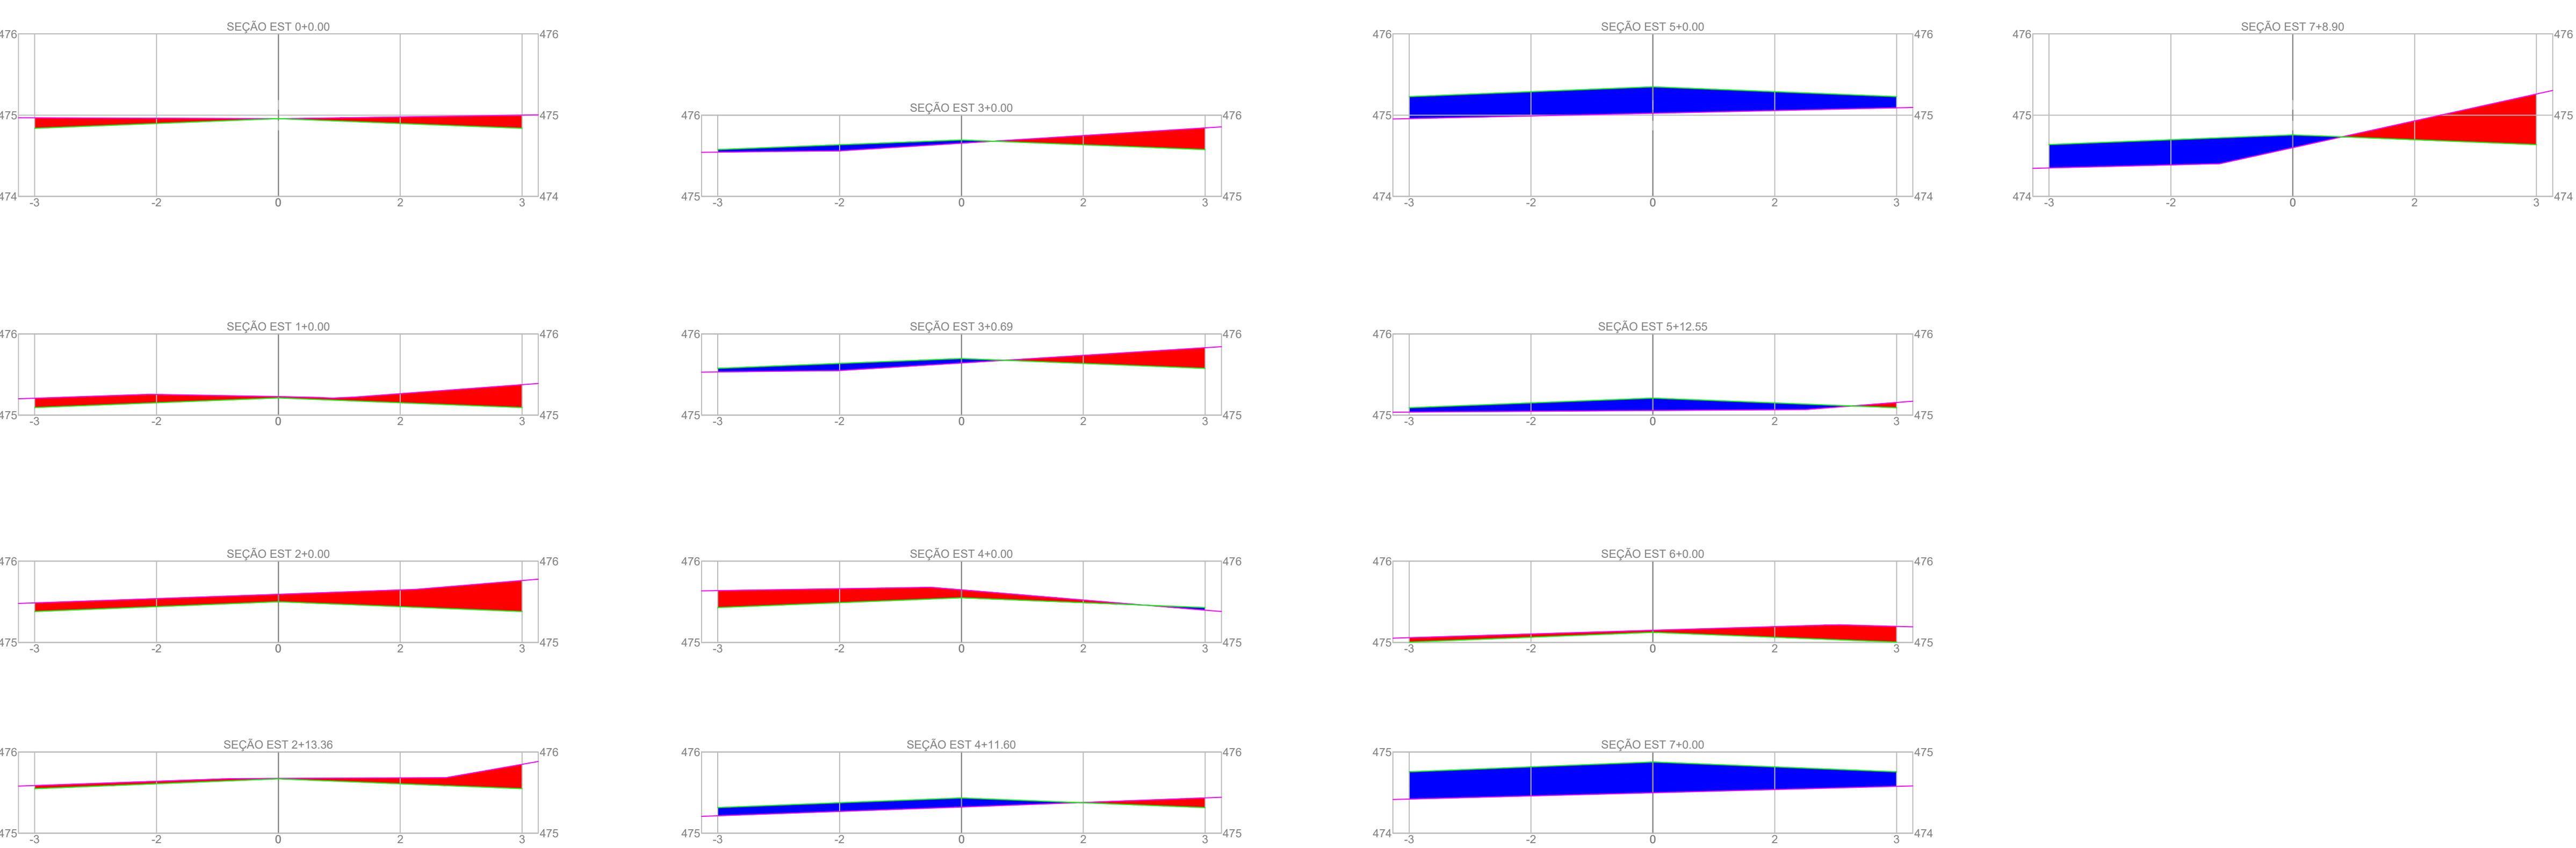 SEÇÃO EST 0+0.00
476 476
475 475
474 474
-3 -2 0 2 3
SEÇÃO EST 1+0.00
476 476
475 475
-3 -2 0 2 3
SEÇÃO EST 2+0.00
476 476
475 475
-3 -2 0 2 3
SEÇÃO EST 2+13.36
476 476
475 475
-3 -2 0 2 3
SEÇÃO EST 3+0.00
476 476
475 475
-3 -2 0 2 3
SEÇÃO EST 3+0.69
476 476
475 475
-3 -2 0 2 3
SEÇÃO EST 4+0.00
476 476
475 475
-3 -2 0 2 3
SEÇÃO EST 4+11.60
476 476
475 475
-3 -2 0 2 3
SEÇÃO EST 5+0.00
476 476
475 475
474 474
-3 -2 0 2 3
SEÇÃO EST 5+12.55
476 476
475 475
-3 -2 0 2 3
SEÇÃO EST 6+0.00
476 476
475 475
-3 -2 0 2 3
SEÇÃO EST 7+0.00
475 475
474 474
-3 -2 0 2 3
SEÇÃO EST 7+8.90
476 476
475 475
474 474
-3 -2 0 2 3